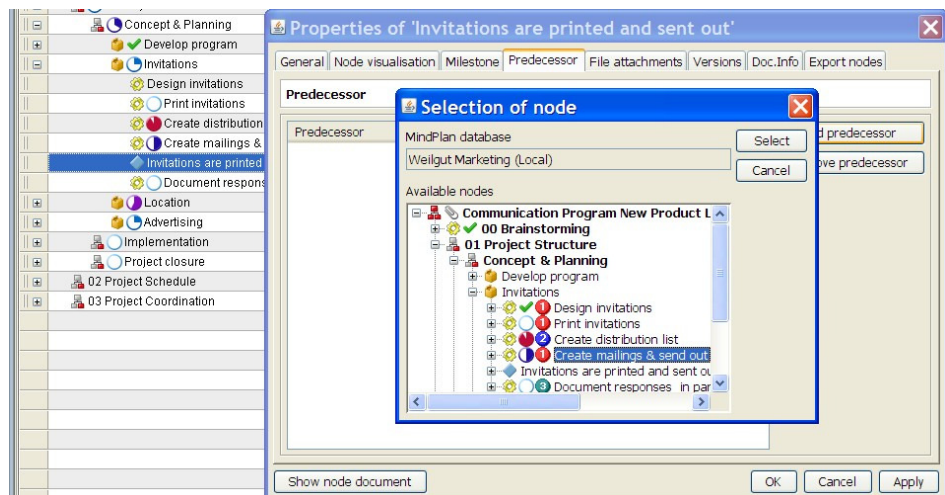 Concept & Planning
Develop program
Invitations
Design invitations
Print invitations
Create distribution
Create mailings &
Invitations are printed
Document respons
Location
Advertising
Implementation
Project closure
02 Project Schedule
03 Project Coordination
Properties of 'Invitations are printed and sent out'
General Node visualisation Milestone Predecessor File attachments Versions Doc.Info Export nodes
Predecessor
Predecessor
d predecessor
ove predecessor
Selection of node
MindPlan database
Weilgut Marketing (Local)
Select
Cancel
Available nodes
Communication Program New Product L
00 Brainstorming
01 Project Structure
Concept & Planning
Develop program
Invitations
1 Design invitations
1 Print invitations
2 Create distribution list
1 Create mailings & send out
Invitations are printed and sent ou
3 Document responses in par
Show node document
OK Cancel Apply